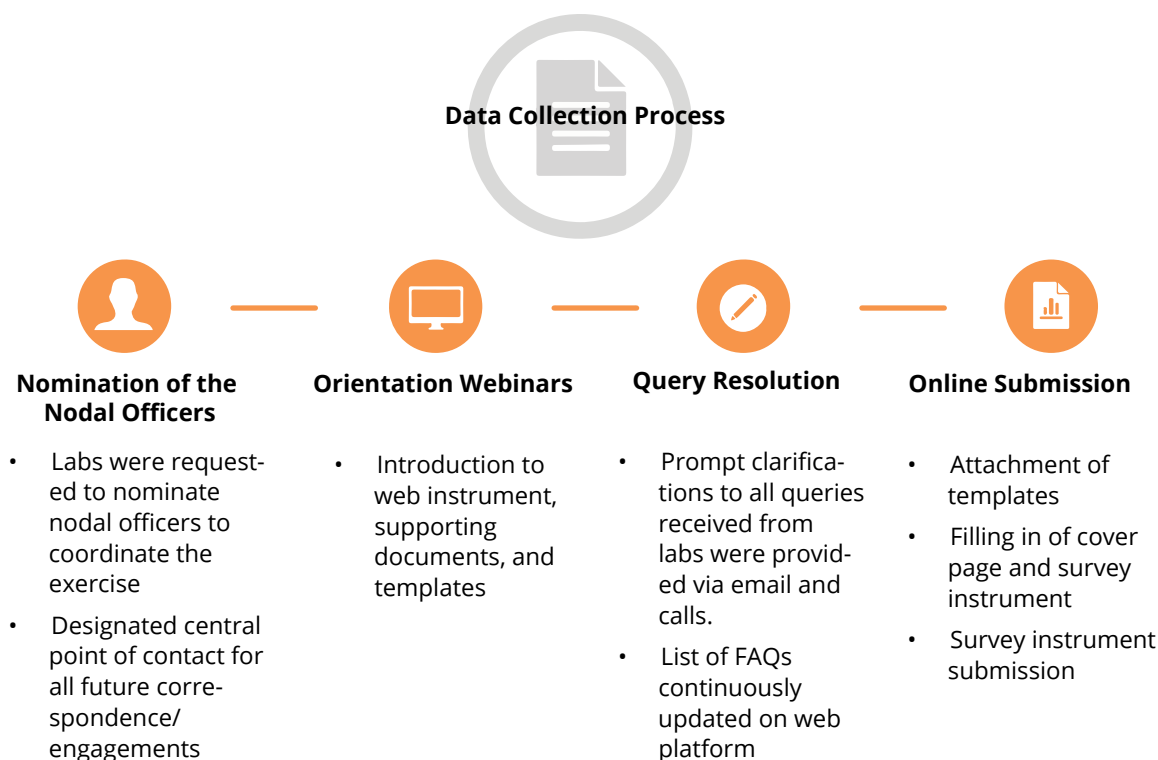 Data Collection Process
Nomination of the
Nodal Officers
• Labs were request-
ed to nominate
nodal officers to
coordinate the
exercise
• Designated central
point of contact for
all future corre-
spondence/
engagements
Orientation Webinars
• Introduction to
web instrument,
supporting
documents, and
templates
Query Resolution
• Prompt clarifica-
tions to all queries
received from
labs were provid-
ed via email and
calls.
• List of FAQs
continuously
updated on web
platform
Online Submission
• Attachment of
templates
• Filling in of cover
page and survey
instrument
• Survey instrument
submission